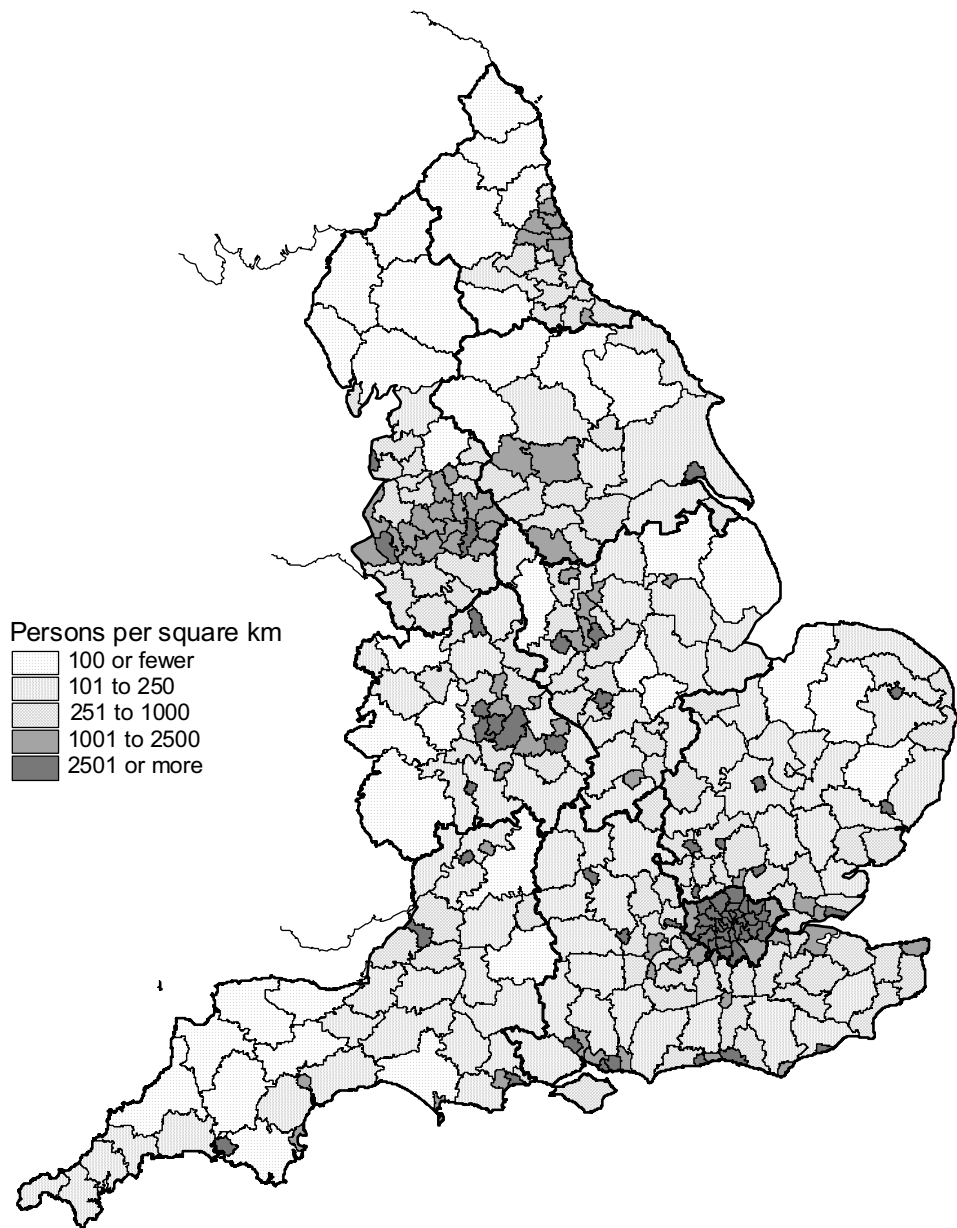 Persons per square km
100 or fewer
101 to 250
251 to 1000
1001 to 2500
2501 or more